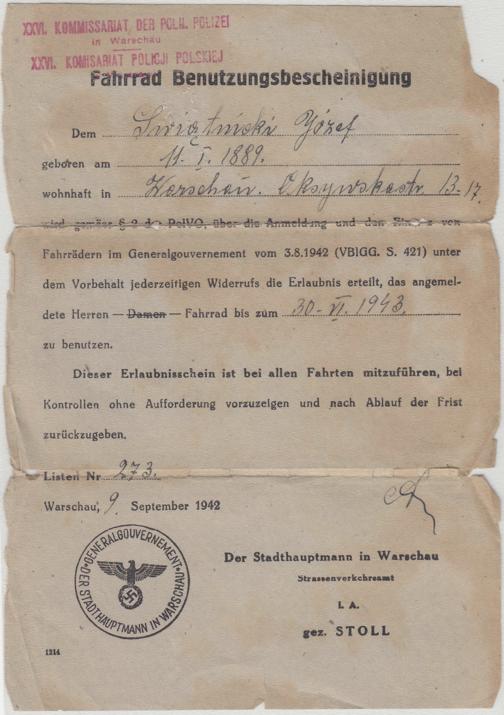 XXVI. KOMMISSARIAT, DER POLN. POLIZEI
in Warschau
XXVI. KOMISARIAT POLICJI POLSKIEJ
Fahrrad Benutzungsbescheinigung
Dem Świątnicki Józef
geboren am 11. I. 1889.
wohnhaft in Warschau. Oksywskastr. 13-17
wird gemäss § 2 der PolVO, über die Anmeldung und den Einsatz von
Fahrrädern im Generalgouvernement vom 3.8.1942 (VBlGG. S. 421) unter
dem Vorbehalt jederzeitigen Widerrufs die Erlaubnis erteilt, das angemel-
dete Herren — Damen — Fahrrad bis zum 30-VI. 1943.
zu benutzen.
Dieser Erlaubnisschein ist bei allen Fahrten mitzuführen, bei
Kontrollen ohne Aufforderung vorzuzeigen und nach Ablauf der Frist
zurückzugeben.
Listen Nr 273.
Warschau, 9. September 1942
Der Stadthauptmann in Warschau
Strassenverkehrsamt
I. A.
gez. STOLL
GENERALGOUVERNEMENT
DER STADTHAUPTMANN IN WARSCHAU
1214